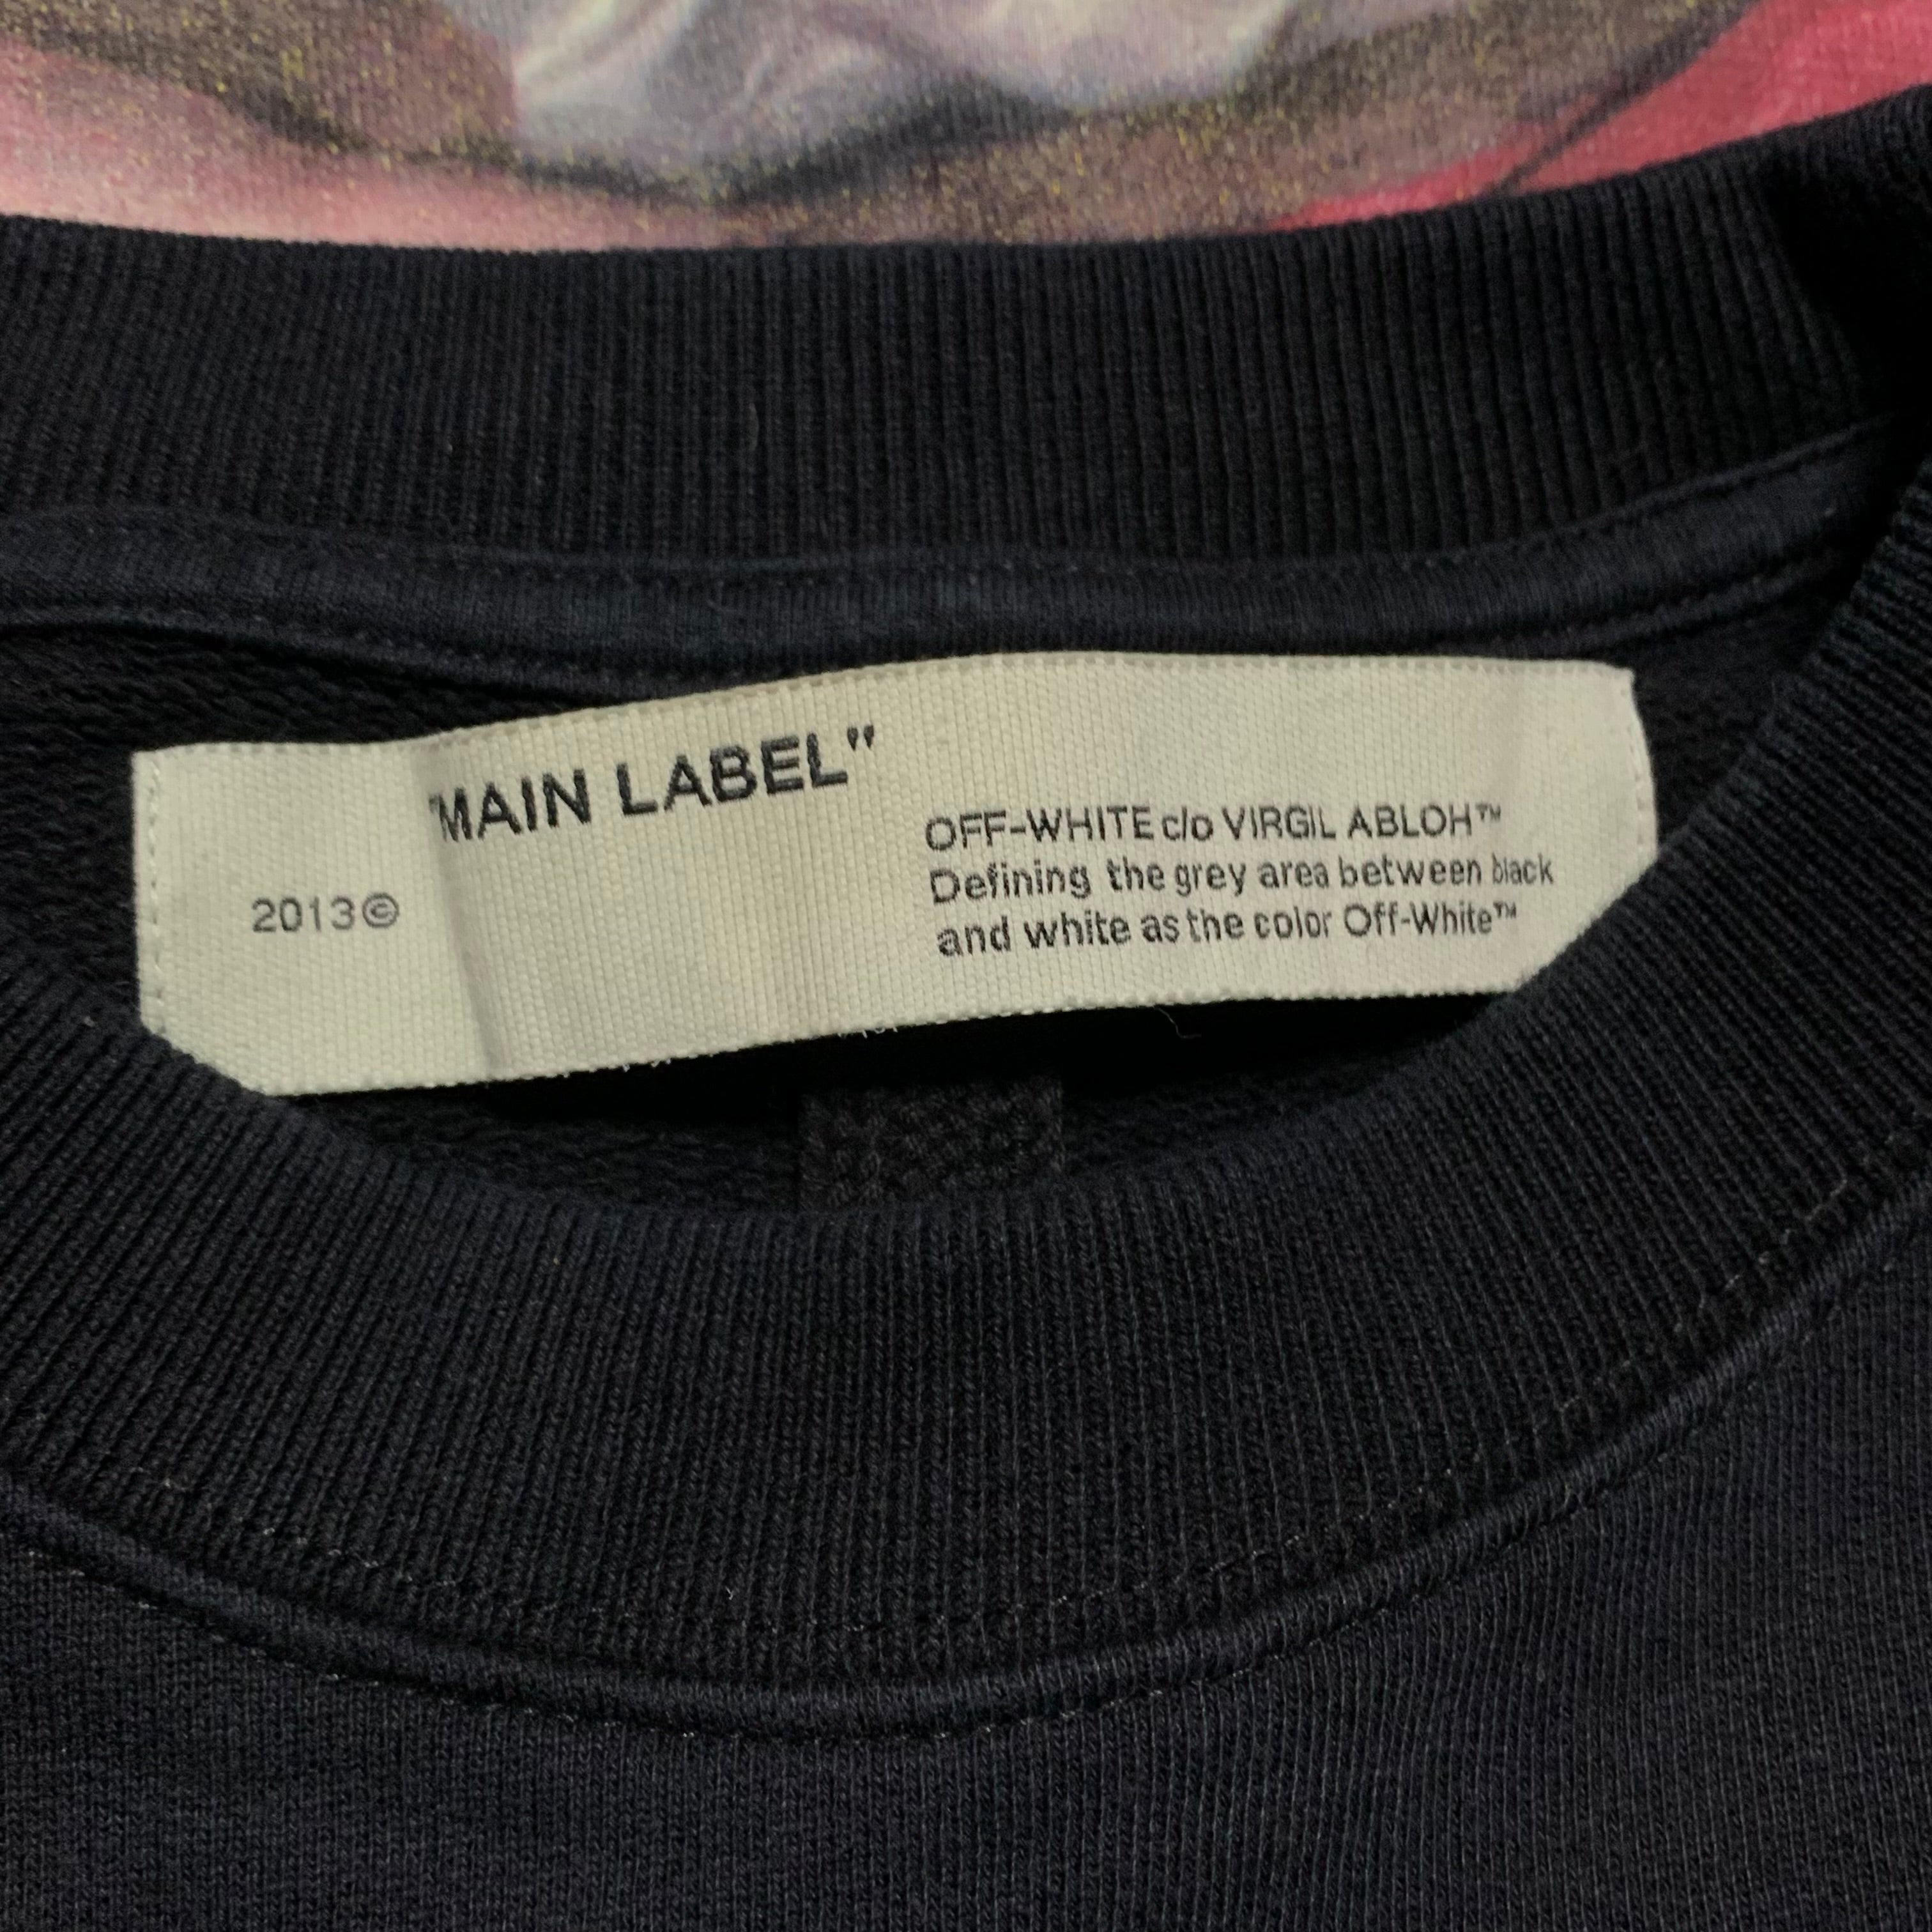 "MAIN LABEL"
2013©
OFF-WHITE c/o VIRGIL ABLOH™
Defining the grey area between black
and white as the color Off-White™